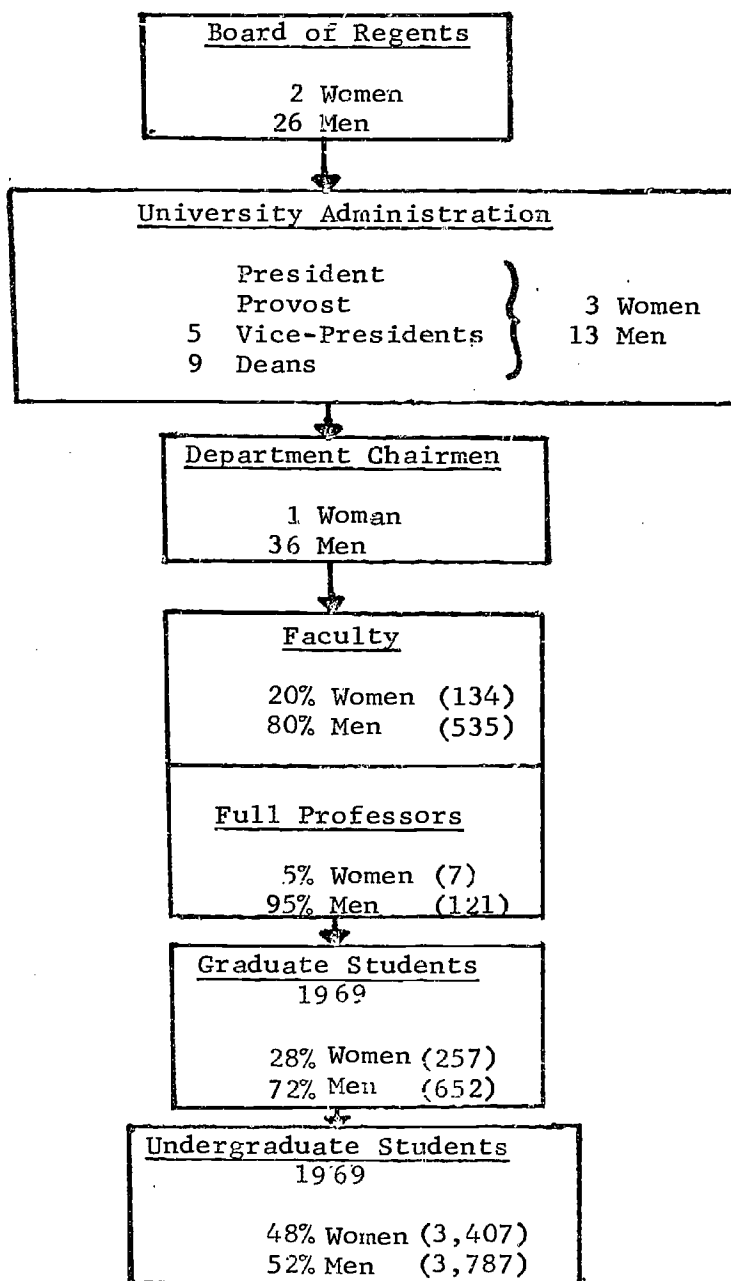 Board of Regents
2 Women
26 Men
University Administration
President
Provost
5 Vice-Presidents
9 Deans
3 Women
13 Men
Department Chairmen
1 Woman
36 Men
Faculty
20% Women (134)
80% Men (535)
Full Professors
5% Women (7)
95% Men (121)
Graduate Students
1969
28% Women (257)
72% Men (652)
Undergraduate Students
1969
48% Women (3,407)
52% Men (3,787)